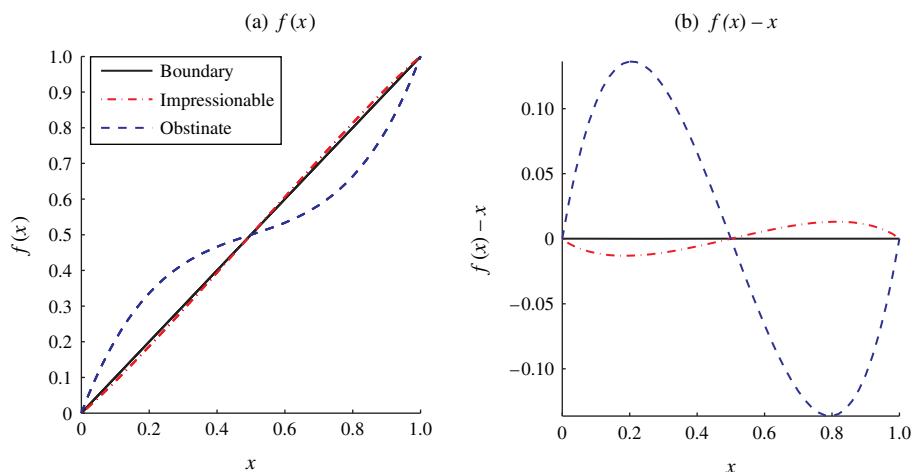 (a) f(x)
1.0
0.9
0.8
0.7
0.6
0.5
0.4
0.3
0.2
0.1
0
f(x)
Boundary
Impressionable
Obstinate
0 0.2 0.4 0.6 0.8 1.0
x
(b) f(x) – x
0.10
0.05
0
−0.05
−0.10
f(x) – x
0 0.2 0.4 0.6 0.8 1.0
x